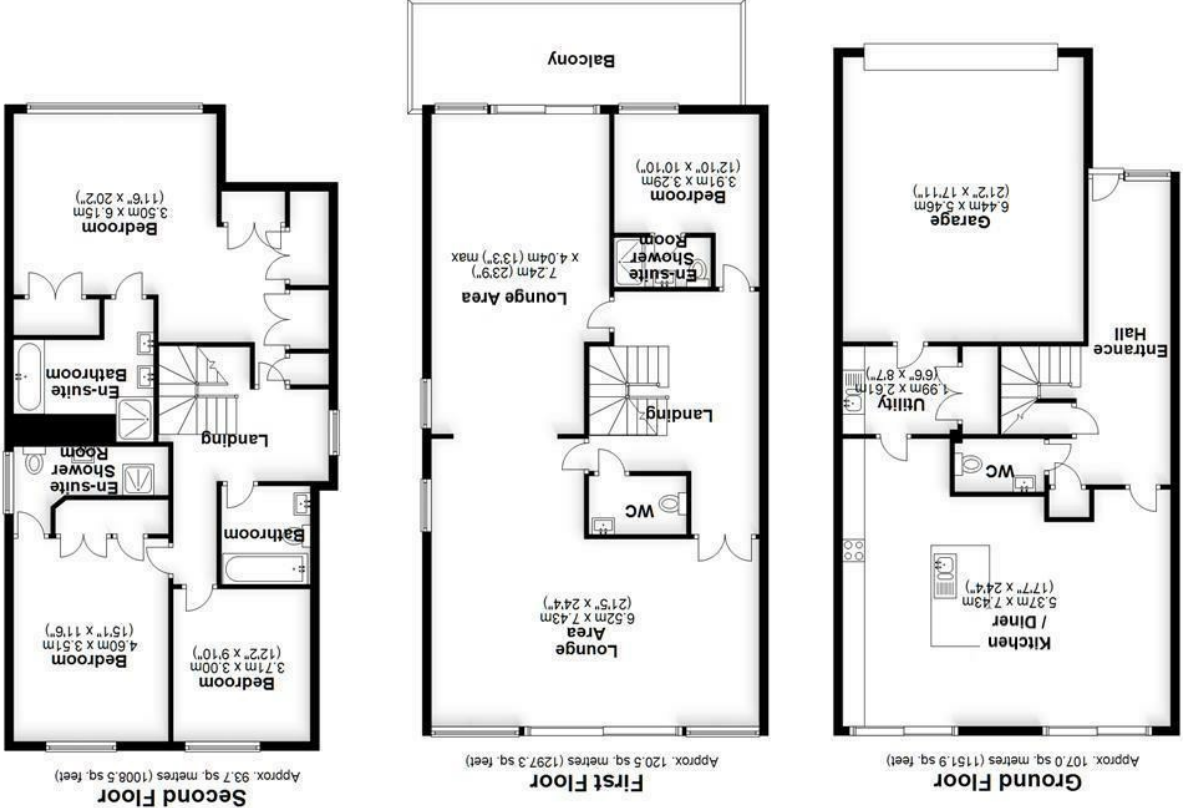 Ground Floor
Approx. 107.0 sq. metres (1151.9 sq. feet)
Kitchen
/ Diner
5.37m x 7.43m
(17'7" x 24'4")
WC
Utility
1.99m x 2.61m
(6'6" x 8'7")
Entrance
Hall
Garage
6.44m x 5.46m
(21'2" x 17'11")
First Floor
Approx. 120.5 sq. metres (1297.3 sq. feet)
Lounge
Area
6.52m x 7.43m
(21'5" x 24'4")
WC
Landing
Lounge Area
7.24m (23'9")
x 4.04m (13'3") max
En-suite
Shower
Room
Bedroom
3.91m x 3.29m
(12'10" x 10'10")
Balcony
Second Floor
Approx. 93.7 sq. metres (1008.5 sq. feet)
Bedroom
3.71m x 3.00m
(12'2" x 9'10")
Bedroom
4.60m x 3.51m
(15'1" x 11'6")
Bathroom
En-suite
Shower
Room
Landing
En-suite
Bathroom
Bedroom
3.50m x 6.15m
(11'6" x 20'2")